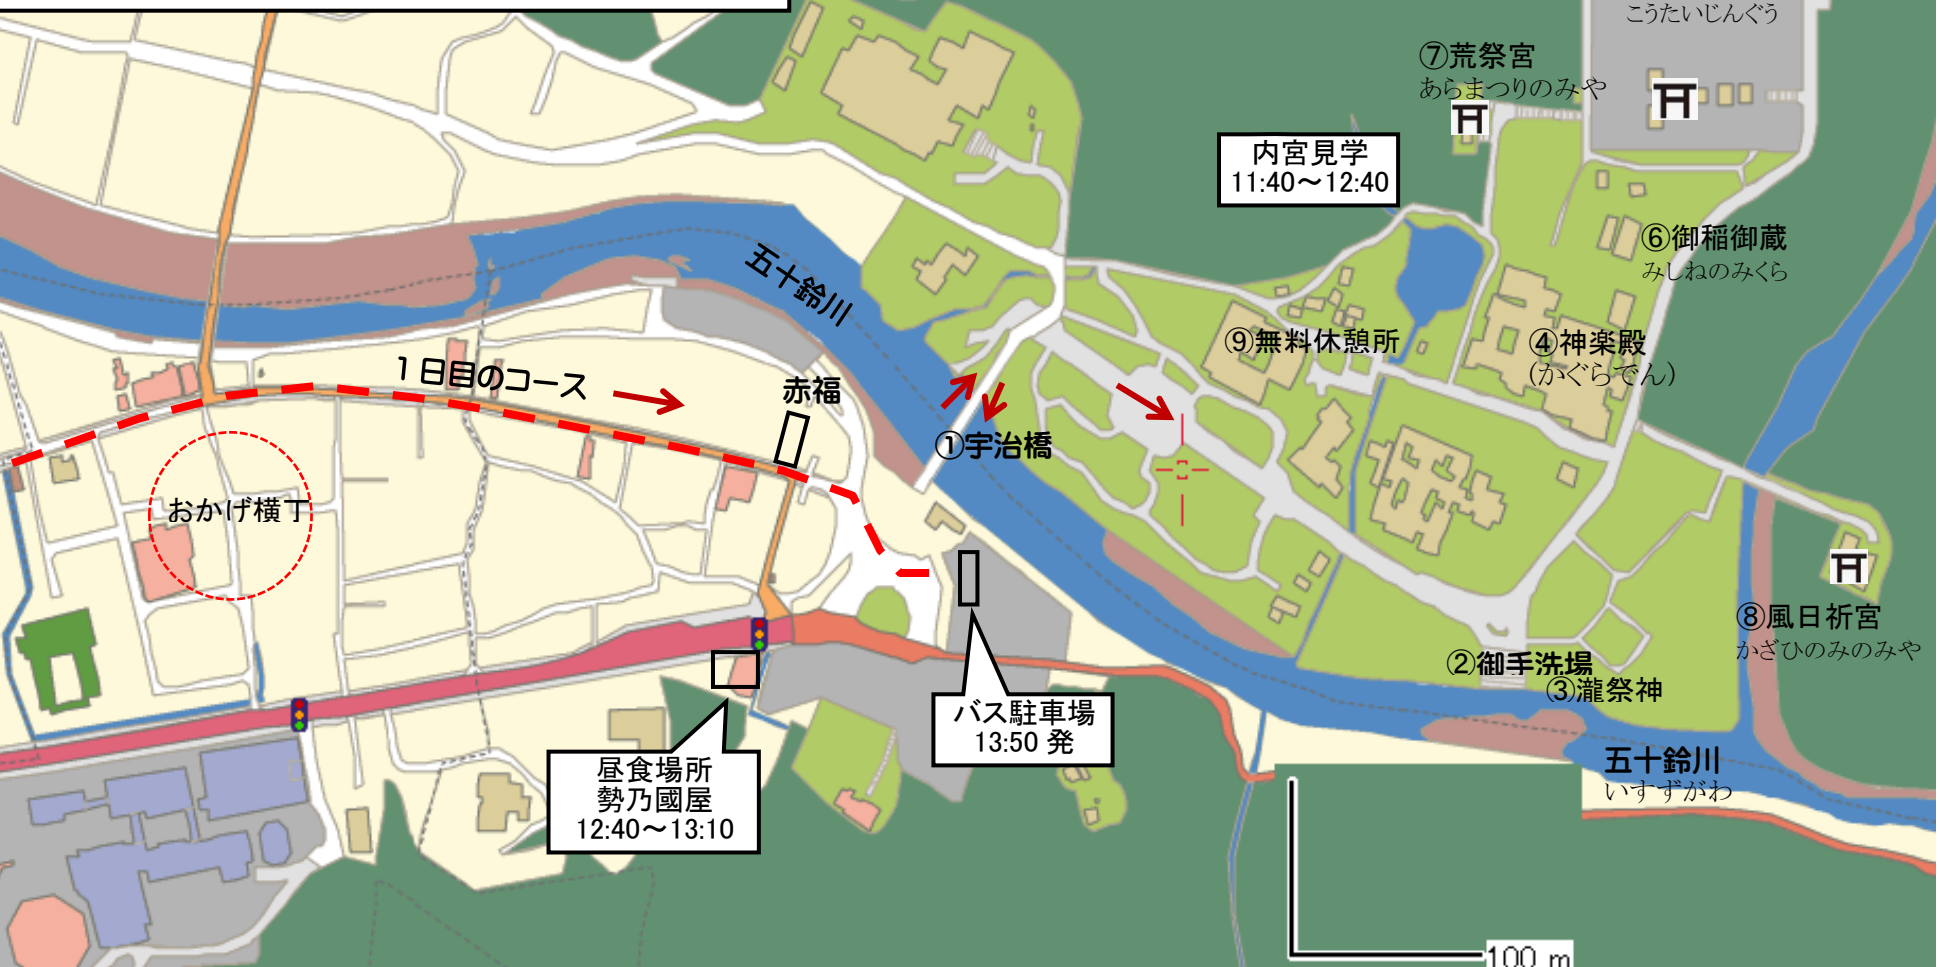 こうたいじんぐう
⑦荒祭宮
あらまつりのみや
内宮見学
11:40～12:40
⑥御稲御蔵
みしねのみくら
五十鈴川
⑨無料休憩所
④神楽殿
(かぐらでん)
１日目のコース
赤福
①宇治橋
おかげ横丁
⑧風日祈宮
かざひのみのみや
②御手洗場
③瀧祭神
バス駐車場
13:50 発
昼食場所
勢乃國屋
12:40～13:10
五十鈴川
いすずがわ
100 m